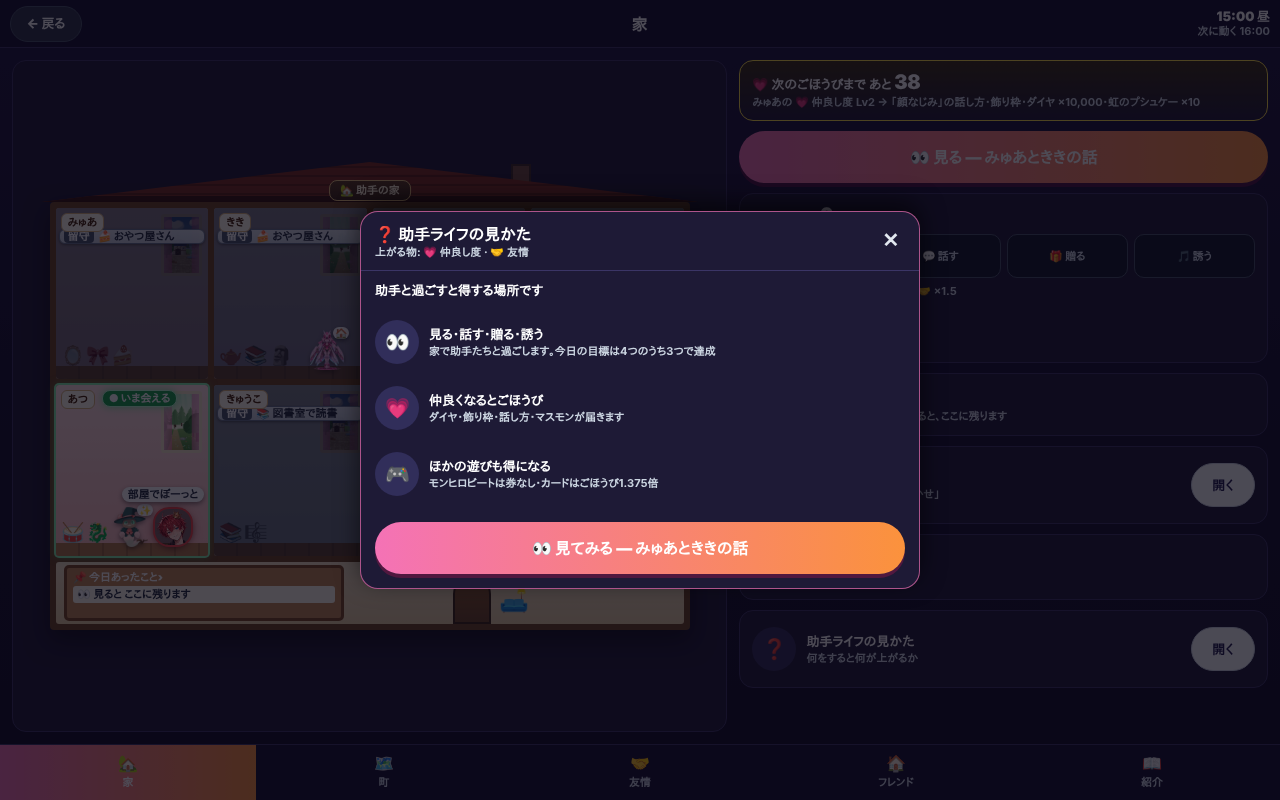 ← 戻る
家
15:00 昼
次に動く 16:00
次のごほうびまで あと 38
みゅあの 仲良し度 Lv2 → 「顔なじみ」の話し方・飾り枠・ダイヤ ×10,000・虹のプシュケー ×10
👀 見る — みゅあとききの話
助手の家
みゅあ
留守 🍰 おやつ屋さん
きき
留守 🍰 おやつ屋さん
💬 話す
🎁 贈る
🎵 誘う
×1.5
❓ 助手ライフの見かた
上がる物: 💗 仲良し度 · 🤝 友情
✕
助手と過ごすと得する場所です
見る・話す・贈る・誘う
家で助手たちと過ごします。今日の目標は4つのうち3つで達成
仲良くなるとごほうび
ダイヤ・飾り枠・話し方・マスモンが届きます
ほかの遊びも得になる
モンヒロビートは券なし・カードはごほうび1.375倍
👀 見てみる — みゅあとききの話
あつ
いま会える
部屋でぼーっと
きゅうこ
留守 📚 図書室で読書
と、ここに残ります
せ」
開く
📌 今日あったこと›
👀 見ると ここに残ります
助手ライフの見かた
何をすると何が上がるか
開く
家
町
友情
フレンド
紹介